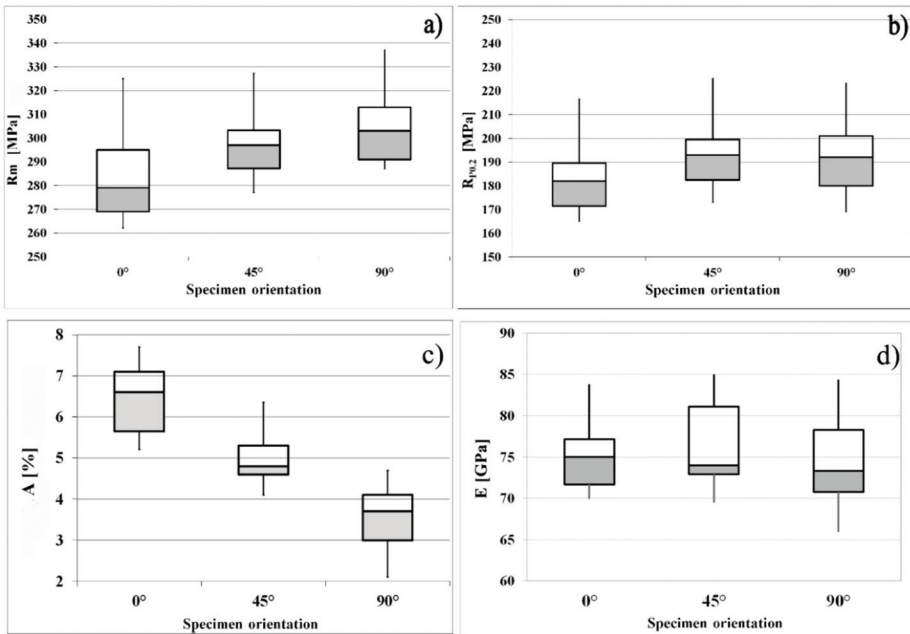 a)
350
340
330
320
310
300
290
280
270
260
250
Rm [MPa]
0° 45° 90°
Specimen orientation
b)
250
240
230
220
210
200
190
180
170
160
150
R_P0.2 [MPa]
0° 45° 90°
Specimen orientation
c)
8
7
6
5
4
3
2
A [%]
0° 45° 90°
Specimen orientation
d)
90
85
80
75
70
65
60
E [GPa]
0° 45° 90°
Specimen orientation